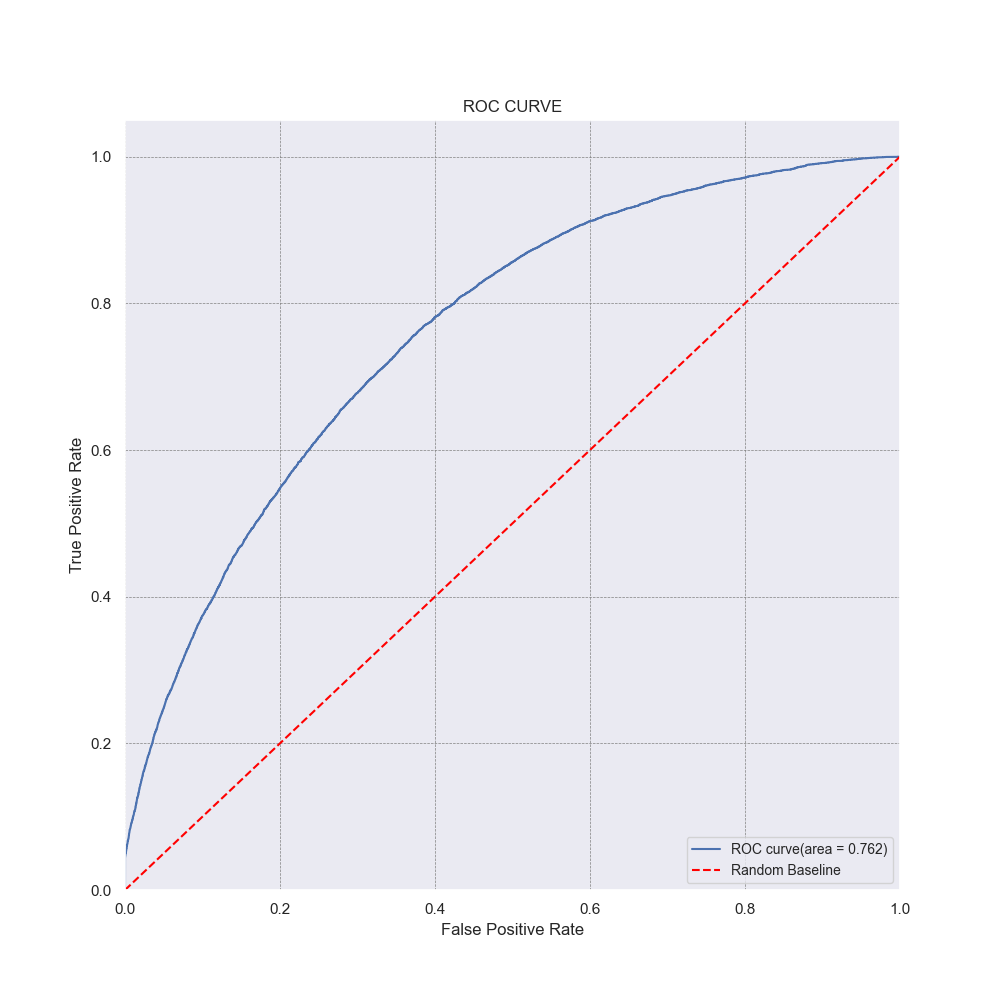 ROC CURVE
1.0
0.8
0.6
0.4
0.2
0.0
True Positive Rate
ROC curve(area = 0.762)
Random Baseline
0.0 0.2 0.4 0.6 0.8 1.0
False Positive Rate